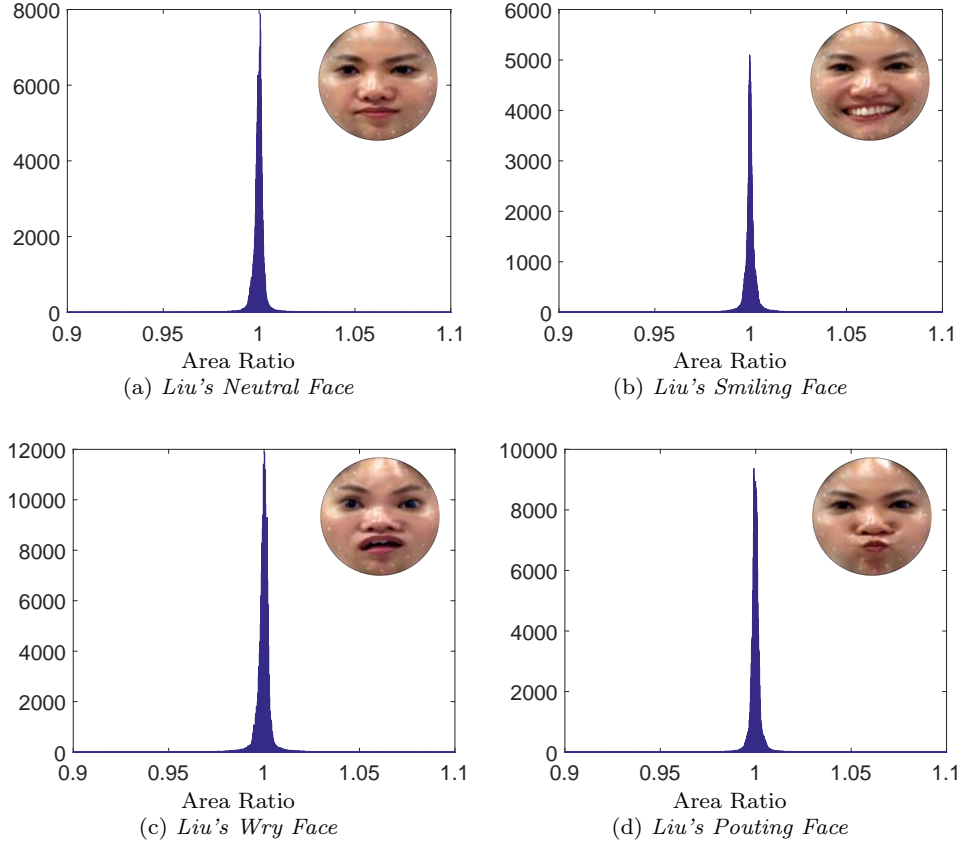 8000
6000
4000
2000
0
0.9 0.95 1 1.05 1.1
Area Ratio
(a) Liu's Neutral Face
6000
5000
4000
3000
2000
1000
0
0.9 0.95 1 1.05 1.1
Area Ratio
(b) Liu's Smiling Face
12000
10000
8000
6000
4000
2000
0
0.9 0.95 1 1.05 1.1
Area Ratio
(c) Liu's Wry Face
10000
8000
6000
4000
2000
0
0.9 0.95 1 1.05 1.1
Area Ratio
(d) Liu's Pouting Face